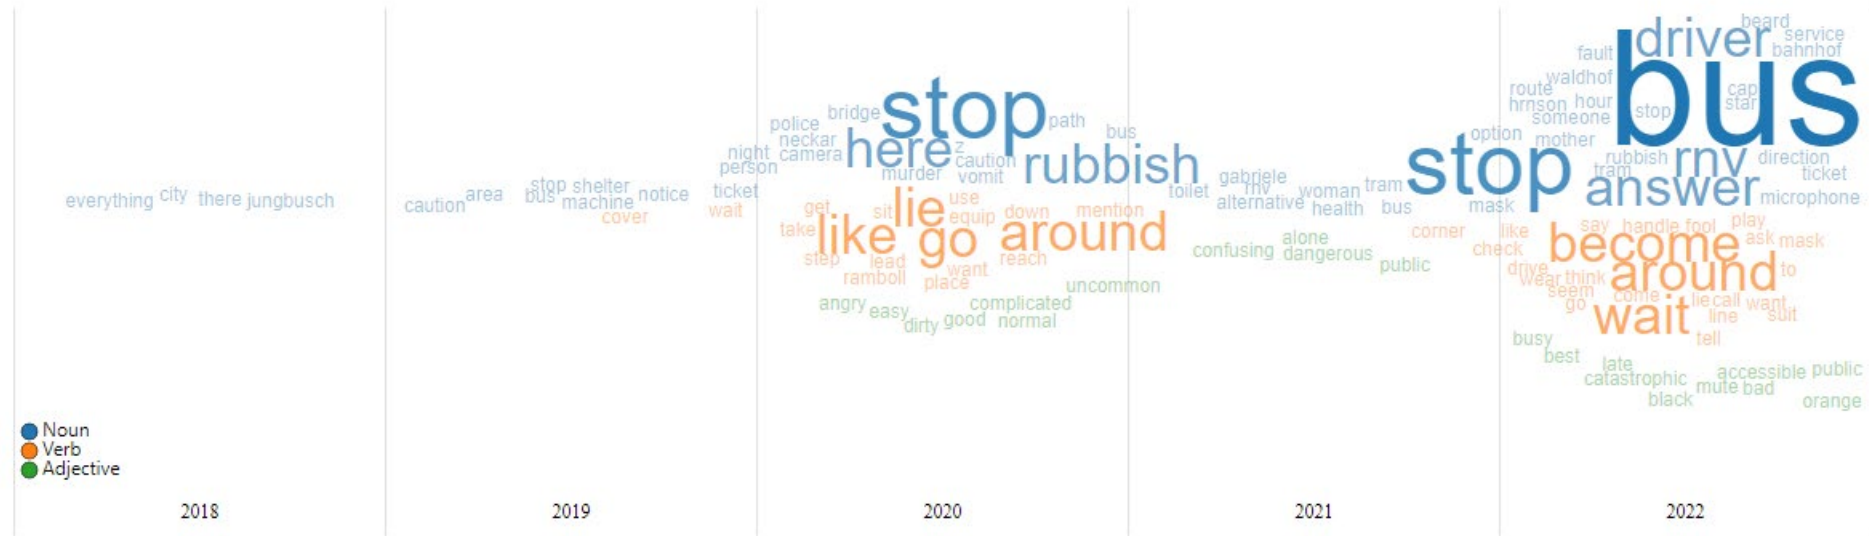 everything city there jungbusch
caution area
stop shelter
bus machine notice
cover
ticket
wait
night
person
police
neckar
camera
bridge
stop
path
here z
caution
murder vomit
rubbish
bus
get
take
step
sit
lie
use
equip down mention
like go around
lead
ramboll
want
place
reach
uncommon
angry easy
dirty good
complicated
normal
toilet
gabriele
rnv
alternative
woman
health
tram
bus
confusing
alone
dangerous
public
stop
option
mask
corner
like
check
beard
driver
service
bahnhof
fault
waldhof
route
hrnson hour
someone
mother
bus
stop
cap
star
rubbish
tram
rnv
direction
ticket
answer
microphone
say handle fool play
ask mask
become
around to
drive
wear think
seem
go
come
lie call want
line suit
wait
tell
busy
best
late
catastrophic
black
mute bad
accessible public
orange
Noun
Verb
Adjective
2018 2019 2020 2021 2022